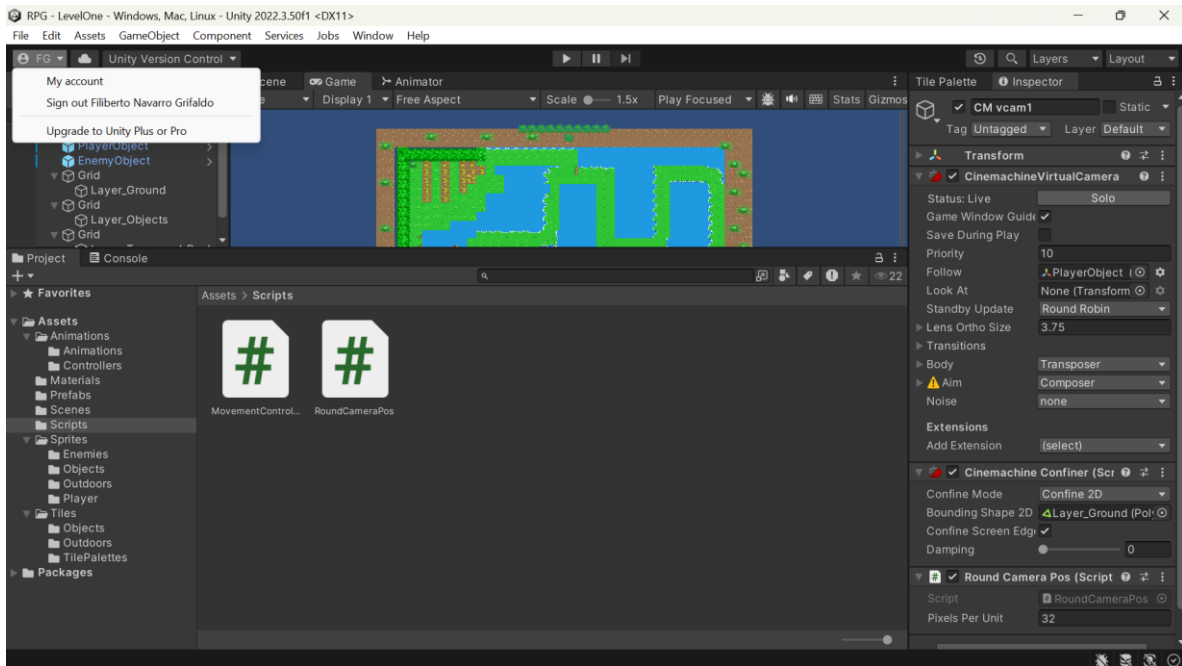 RPG - LevelOne - Windows, Mac, Linux - Unity 2022.3.50f1 <DX11>
File Edit Assets GameObject Component Services Jobs Window Help
FG Unity Version Control Layers Layout
My account
Sign out Filiberto Navarro Grifaldo
Upgrade to Unity Plus or Pro
cene Game Animator
Display 1 Free Aspect Scale 1.5x Play Focused Stats Gizmos
PlayerObject
EnemyObject
Grid
Layer_Ground
Grid
Layer_Objects
Grid
Project Console
22
Favorites
Assets
Animations
Animations
Controllers
Materials
Prefabs
Scenes
Scripts
Sprites
Enemies
Objects
Outdoors
Player
Tiles
Objects
Outdoors
TilePalettes
Packages
Assets > Scripts
MovementControl... RoundCameraPos
Tile Palette Inspector
CM vcam1 Static
Tag Untagged Layer Default
Transform
CinemachineVirtualCamera
Status: Live Solo
Game Window Guide
Save During Play
Priority 10
Follow PlayerObject (
Look At None (Transform
Standby Update Round Robin
Lens Ortho Size 3.75
Transitions
Body Transposer
Aim Composer
Noise none
Extensions
Add Extension (select)
Cinemachine Confiner (Scr
Confine Mode Confine 2D
Bounding Shape 2D Layer_Ground (Pol
Confine Screen Edge
Damping 0
Round Camera Pos (Script
Script RoundCameraPos
Pixels Per Unit 32